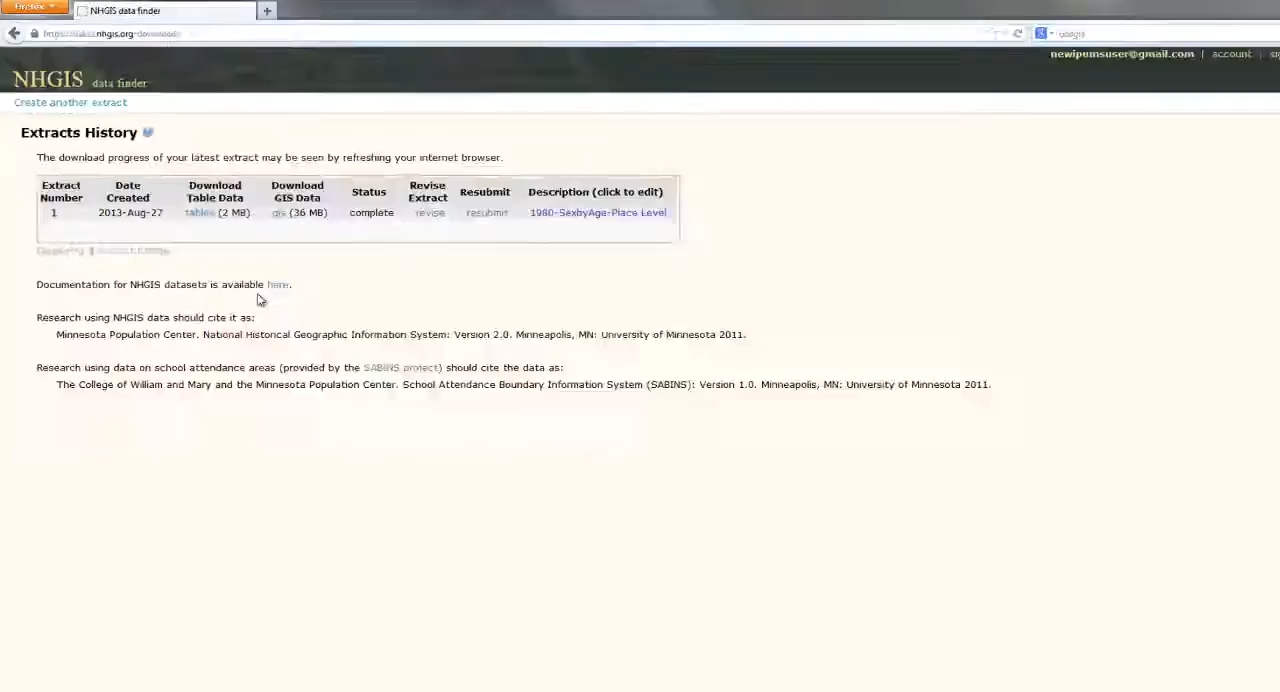 Firefox
NHGIS data finder
+
https://data.nhgis.org/downloads
Google
newipumsuser@gmail.com | account |
NHGIS data finder
Create another extract
Extracts History
The download progress of your latest extract may be seen by refreshing your internet browser.
Extract Number Date Created Download Table Data Download GIS Data Status Revise Extract Resubmit Description (click to edit)
1 2013-Aug-27 tables (2 MB) gis (36 MB) complete revise resubmit 1980-SexbyAge-Place Level
Documentation for NHGIS datasets is available here.
Research using NHGIS data should cite it as:
Minnesota Population Center. National Historical Geographic Information System: Version 2.0. Minneapolis, MN: University of Minnesota 2011.
Research using data on school attendance areas (provided by the SABINS project) should cite the data as:
The College of William and Mary and the Minnesota Population Center. School Attendance Boundary Information System (SABINS): Version 1.0. Minneapolis, MN: University of Minnesota 2011.